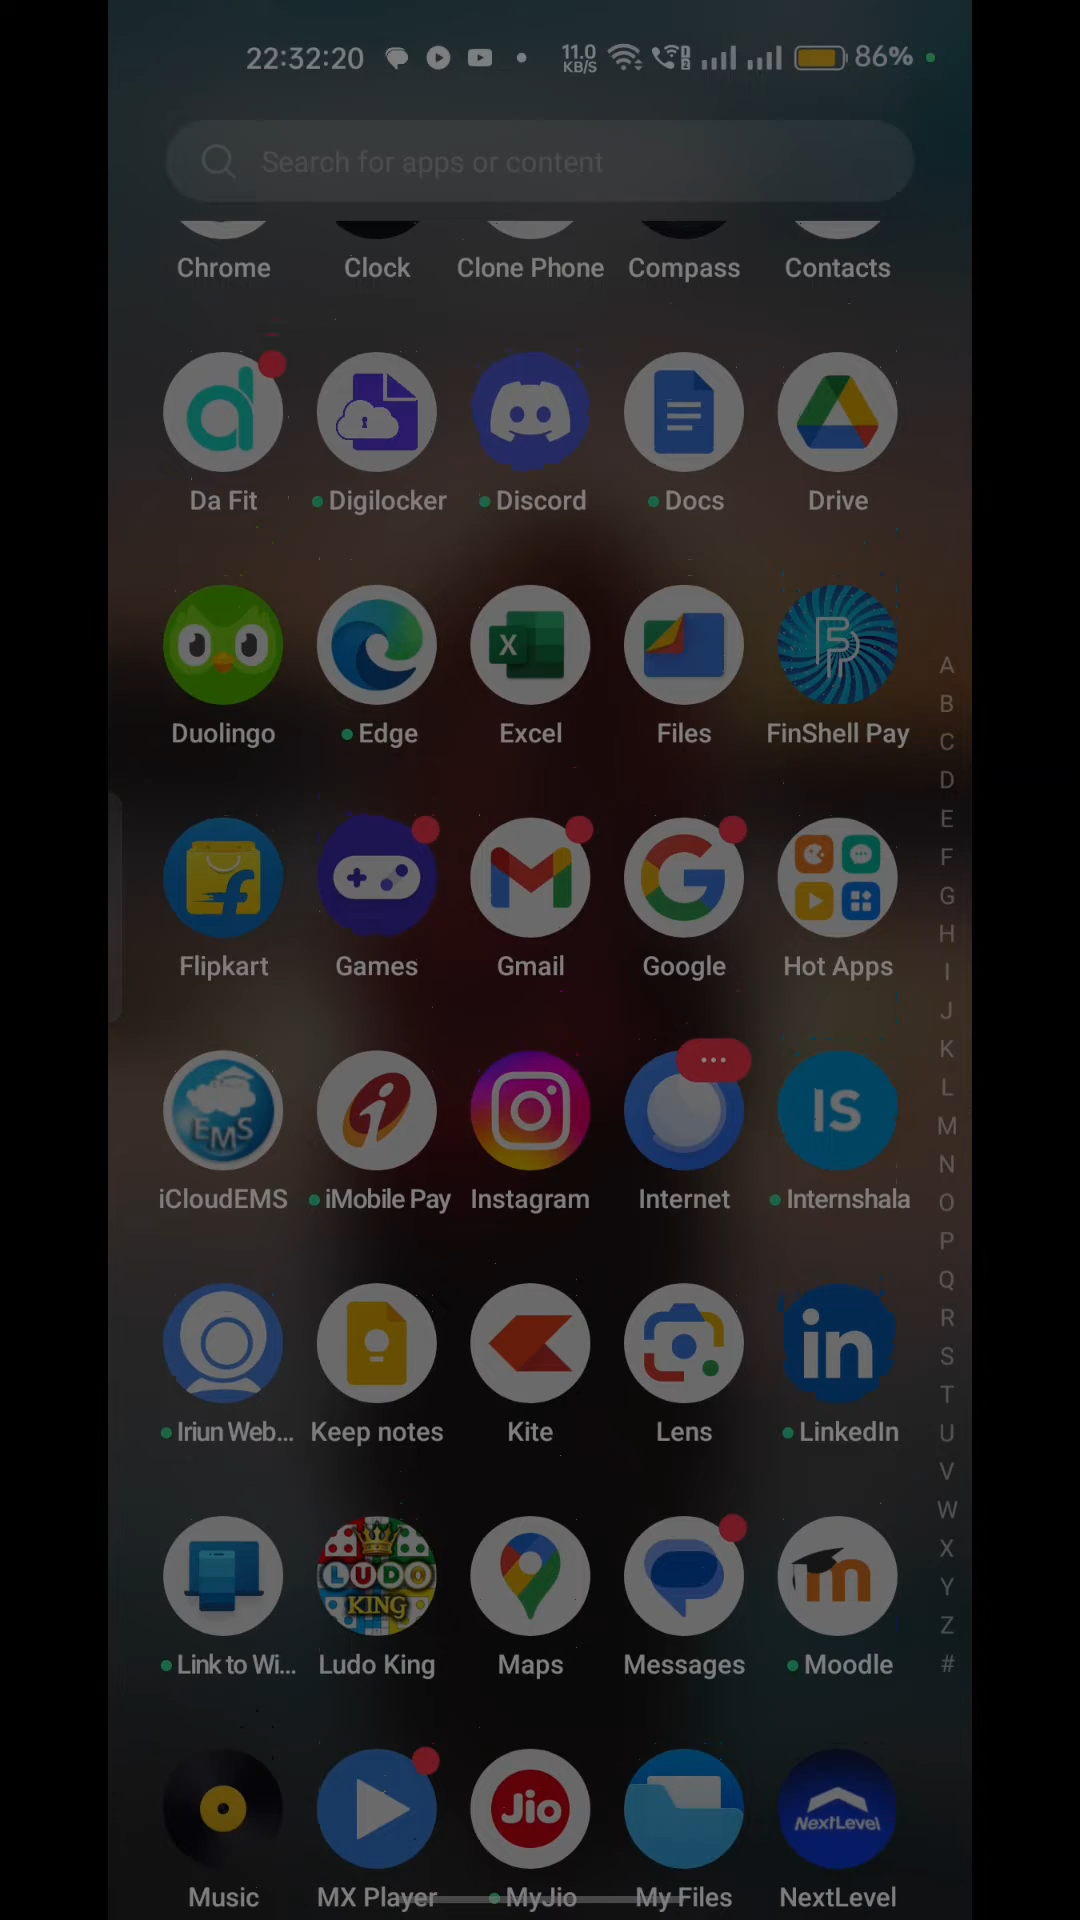 22:32:20 11.0 KB/S 86%
Search for apps or content
Chrome Clock Clone Phone Compass Contacts
Da Fit Digilocker Discord Docs Drive
X
Duolingo Edge Excel Files FinShell Pay
Flipkart Games Gmail Google Hot Apps
EMS IS
iCloudEMS iMobile Pay Instagram Internet Internshala
in
Iriun Web... Keep notes Kite Lens LinkedIn
LUDO KING
Link to Wi... Ludo King Maps Messages Moodle
Jio NextLevel
Music MX Player MyJio My Files NextLevel
A
B
C
D
E
F
G
H
I
J
K
L
M
N
O
P
Q
R
S
T
U
V
W
X
Y
Z
#